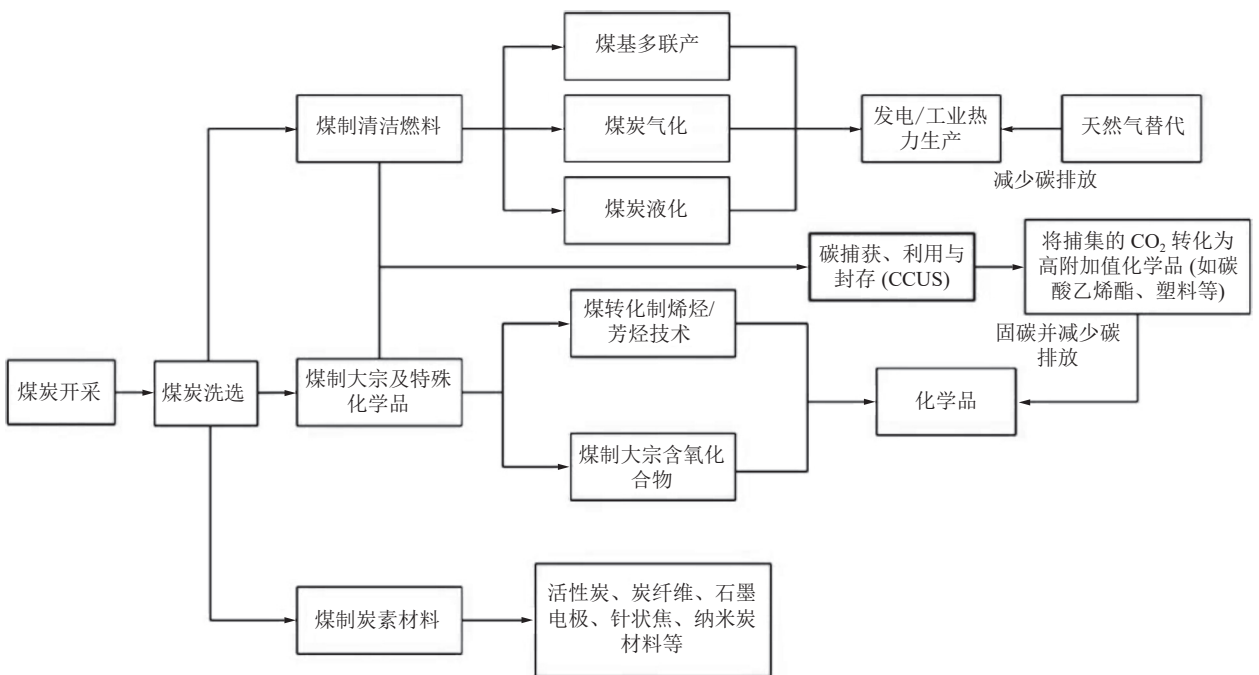 煤基多联产
煤制清洁燃料
煤炭气化
发电/工业热
力生产
天然气替代
减少碳排放
煤炭液化
碳捕获、利用与
封存 (CCUS)
将捕集的 CO₂ 转化为
高附加值化学品 (如碳
酸乙烯酯、塑料等)
固碳并减少碳
排放
煤转化制烯烃/
芳烃技术
煤炭开采
煤炭洗选
煤制大宗及特殊
化学品
化学品
煤制大宗含氧化
合物
煤制炭素材料
活性炭、炭纤维、石墨
电极、针状焦、纳米炭
材料等